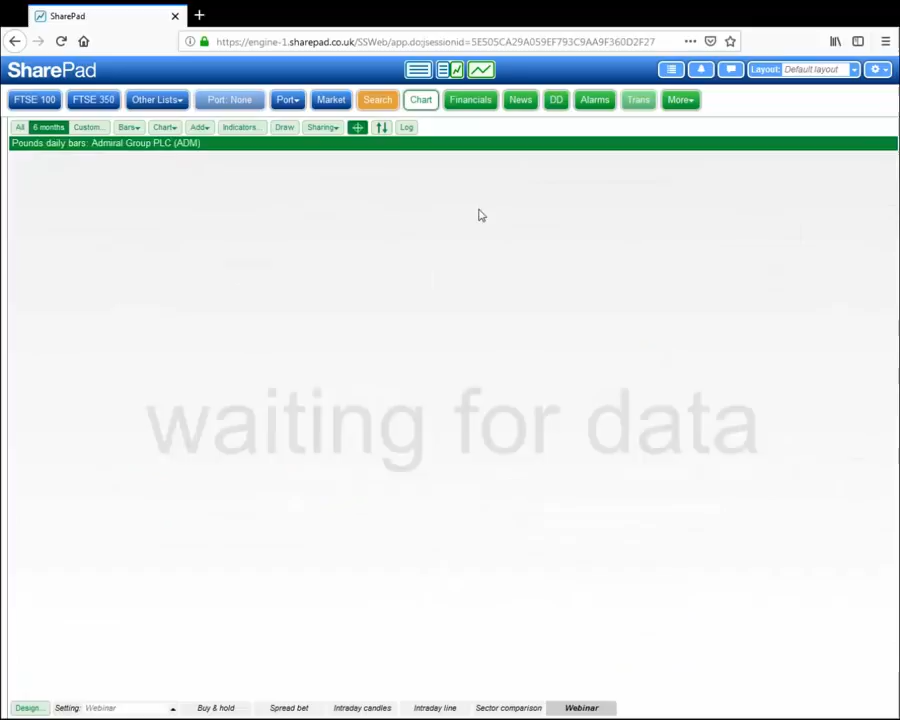 SharePad
https://engine-1.sharepad.co.uk/SSWeb/app.do;jsessionid=5E505CA29A059EF793C9AA9F360D2F27
SharePad Layout: Default layout
FTSE 100 FTSE 350 Other Lists Port: None Port Market Search Chart Financials News DD Alarms Trans More
All 6 months Custom... Bars Chart Add Indicators... Draw Sharing Log
Pounds daily bars: Admiral Group PLC (ADM)
waiting for data
Design... Setting: Webinar Buy & hold Spread bet Intraday candles Intraday line Sector comparison Webinar